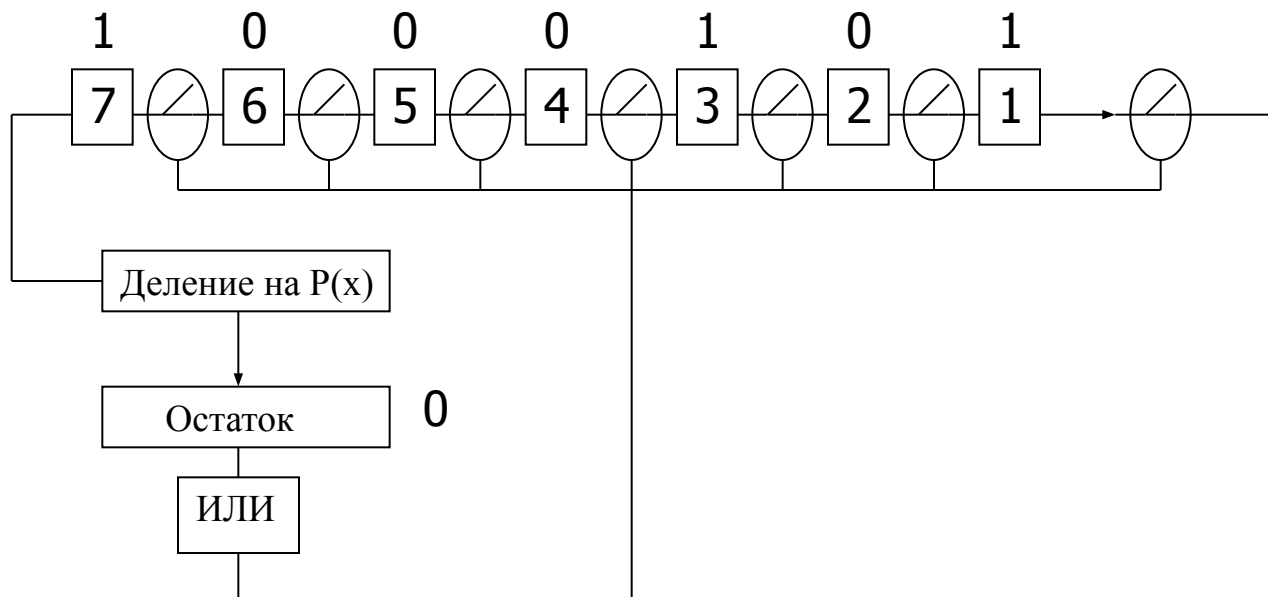 1 0 0 0 1 0 1
7 6 5 4 3 2 1
Деление на P(x)
Остаток 0
ИЛИ